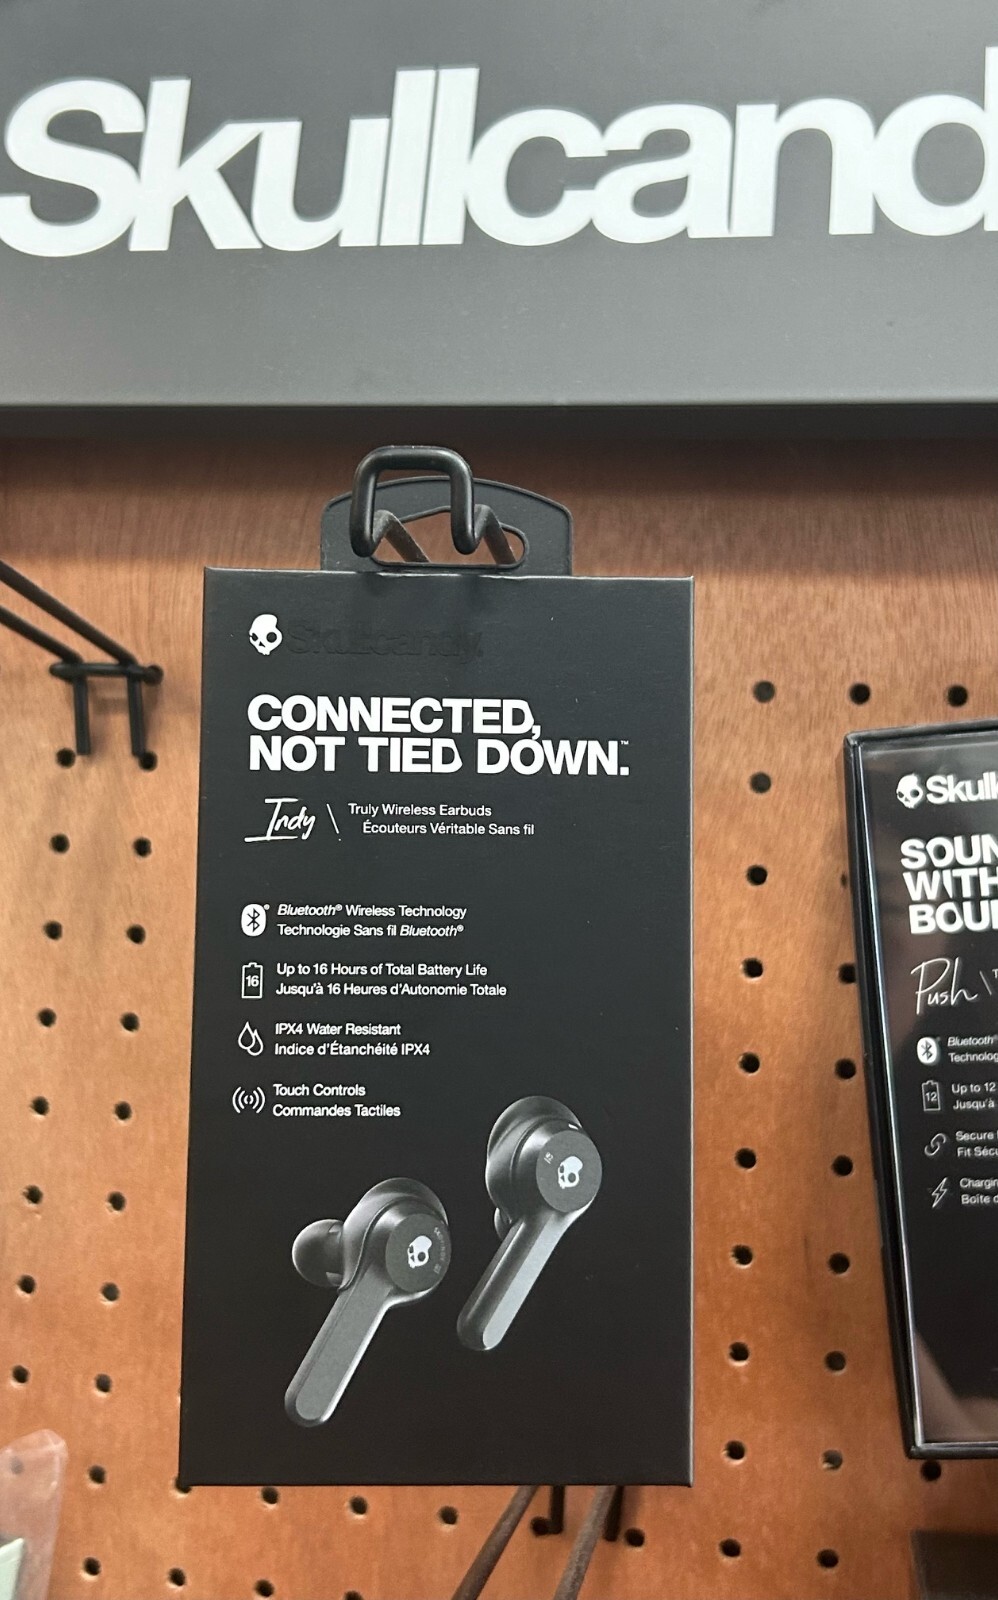 Skullcand
Skullcandy
CONNECTED,
NOT TIED DOWN.™
Indy \ Truly Wireless Earbuds
Écouteurs Véritable Sans fil
Bluetooth® Wireless Technology
Technologie Sans fil Bluetooth®
16
Up to 16 Hours of Total Battery Life
Jusqu'à 16 Heures d'Autonomie Totale
IPX4 Water Resistant
Indice d'Étanchéité IPX4
Touch Controls
Commandes Tactiles
Skull
SOUN
WITH
BOU
Push \ T
Bluetooth®
Technolog
12
Up to 12
Jusqu'à
Secure
Fit Sécu
Chargin
Boîte d